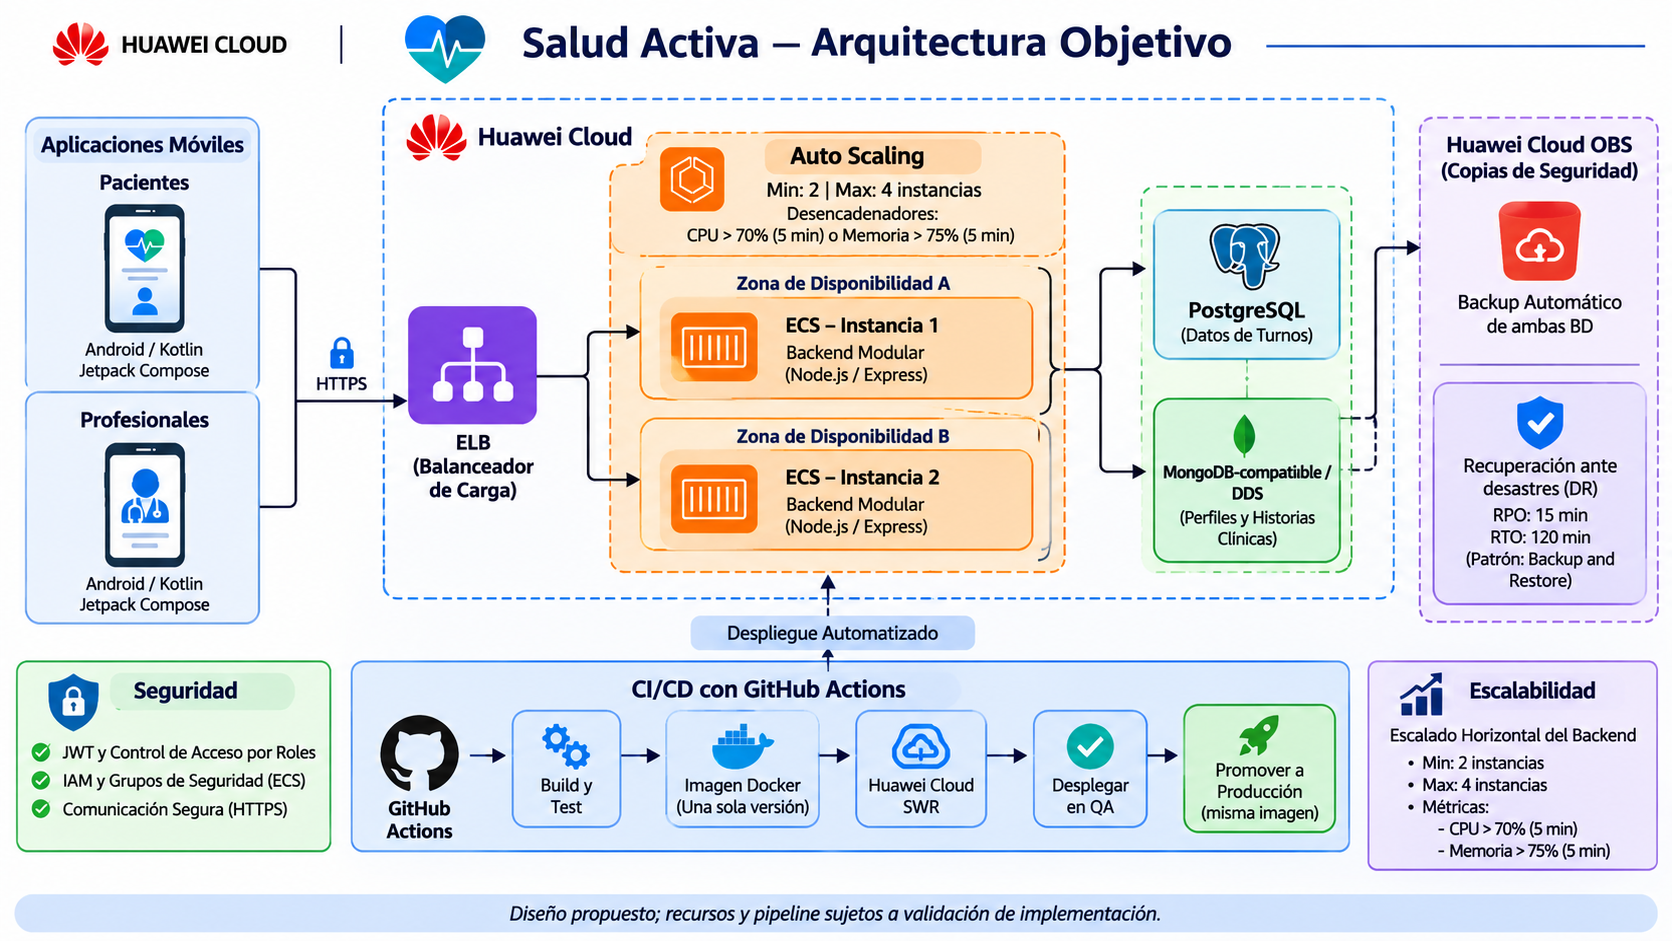 HUAWEI CLOUD
Salud Activa — Arquitectura Objetivo
Aplicaciones Móviles
Pacientes
Android / Kotlin
Jetpack Compose
Profesionales
Android / Kotlin
Jetpack Compose
HTTPS
Huawei Cloud
ELB
(Balanceador
de Carga)
Auto Scaling
Min: 2 | Max: 4 instancias
Desencadenadores:
CPU > 70% (5 min) o Memoria > 75% (5 min)
Zona de Disponibilidad A
ECS – Instancia 1
Backend Modular
(Node.js / Express)
Zona de Disponibilidad B
ECS – Instancia 2
Backend Modular
(Node.js / Express)
PostgreSQL
(Datos de Turnos)
MongoDB-compatiible /
DDS
(Perfiles y Historias
Clínicas)
Huawei Cloud OBS
(Copias de Seguridad)
Backup Automático
de ambas BD
Recuperación ante
desastres (DR)
RPO: 15 min
RTO: 120 min
(Patrón: Backup and
Restore)
Despliegue Automatizado
Seguridad
JWT y Control de Acceso por Roles
IAM y Grupos de Seguridad (ECS)
Comunicación Segura (HTTPS)
CI/CD con GitHub Actions
GitHub
Actions
Build y
Test
Imagen Docker
(Una sola versión)
Huawei Cloud
SWR
Desplegar
en QA
Promover a
Producción
(misma imagen)
Escalabilidad
Escalado Horizontal del Backend
• Min: 2 instancias
• Max: 4 instancias
• Métricas:
- CPU > 70% (5 min)
- Memoria > 75% (5 min)
Diseño propuesto; recursos y pipeline sujetos a validación de implementación.